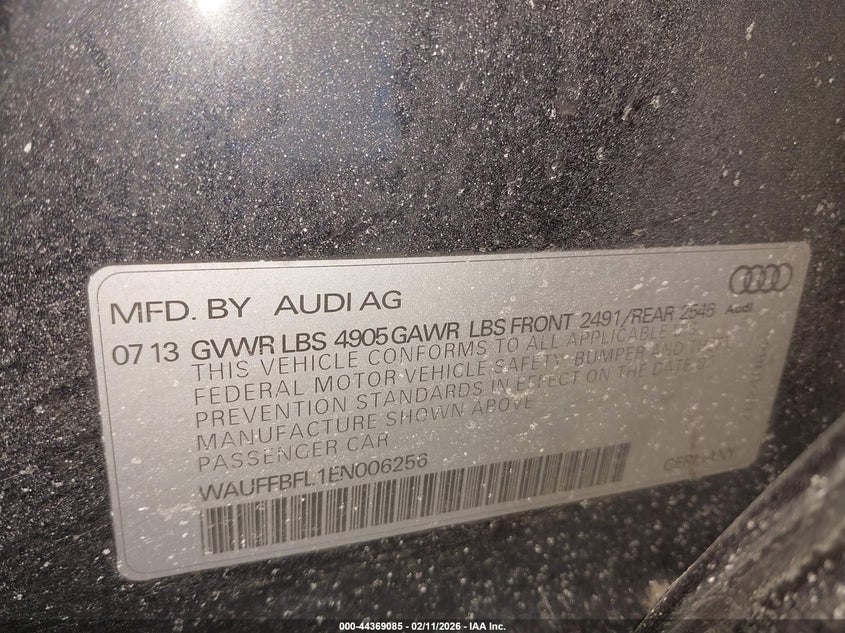 MFD. BY AUDI AG
Audi
07 13 GVWR LBS 4905 GAWR LBS FRONT 2491/REAR 2546
THIS VEHICLE CONFORMS TO ALL APPLICABLE U.S.
FEDERAL MOTOR VEHICLE SAFETY, BUMPER AND THEFT
PREVENTION STANDARDS IN EFFECT ON THE DATE OF
MANUFACTURE SHOWN ABOVE
PASSENGER CAR
WAUFFBFL1EN006256
GERMANY
000-44369085 - 02/11/2026 - IAA Inc.